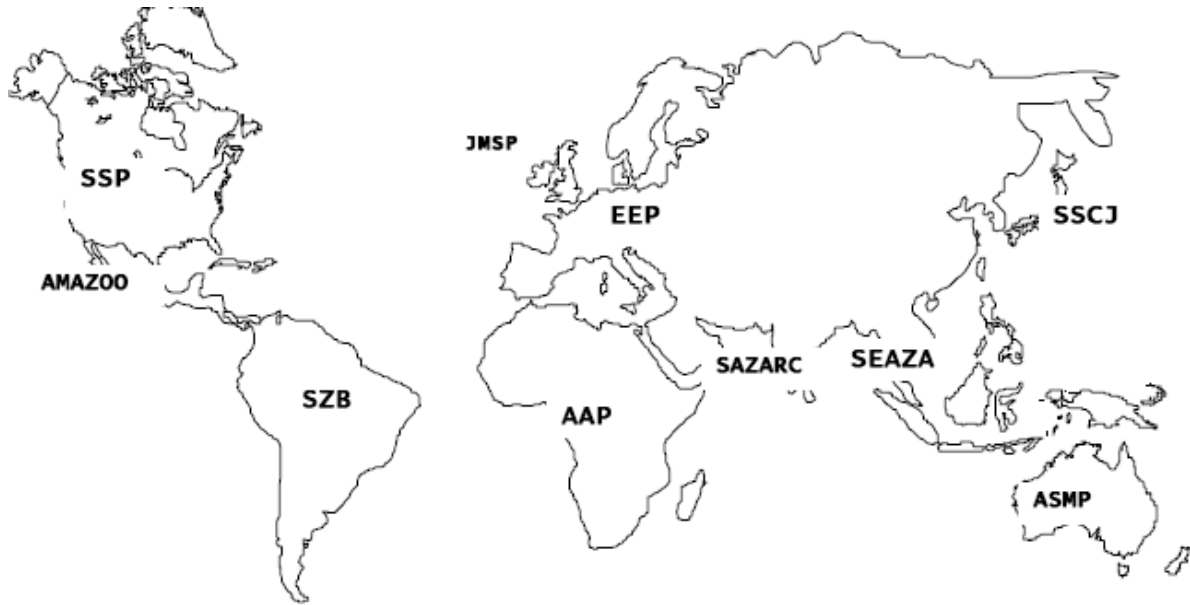 JMSP
SSP
EEP
SSCJ
AMAZOO
SAZARC
SEAZA
SZB
AAP
ASMP